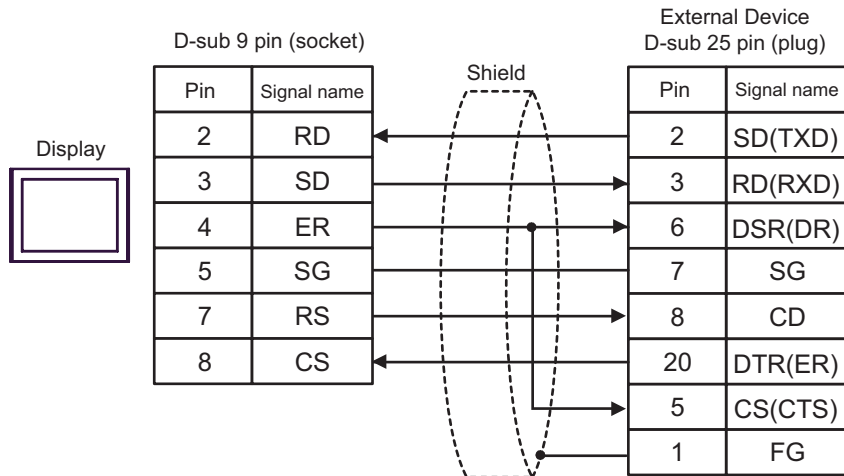 External Device
D-sub 9 pin (socket)
D-sub 25 pin (plug)
Shield
Pin Signal name
Pin Signal name
Display
2 RD
2 SD(TXD)
3 SD
3 RD(RXD)
4 ER
6 DSR(DR)
5 SG
7 SG
7 RS
8 CD
8 CS
20 DTR(ER)
5 CS(CTS)
1 FG